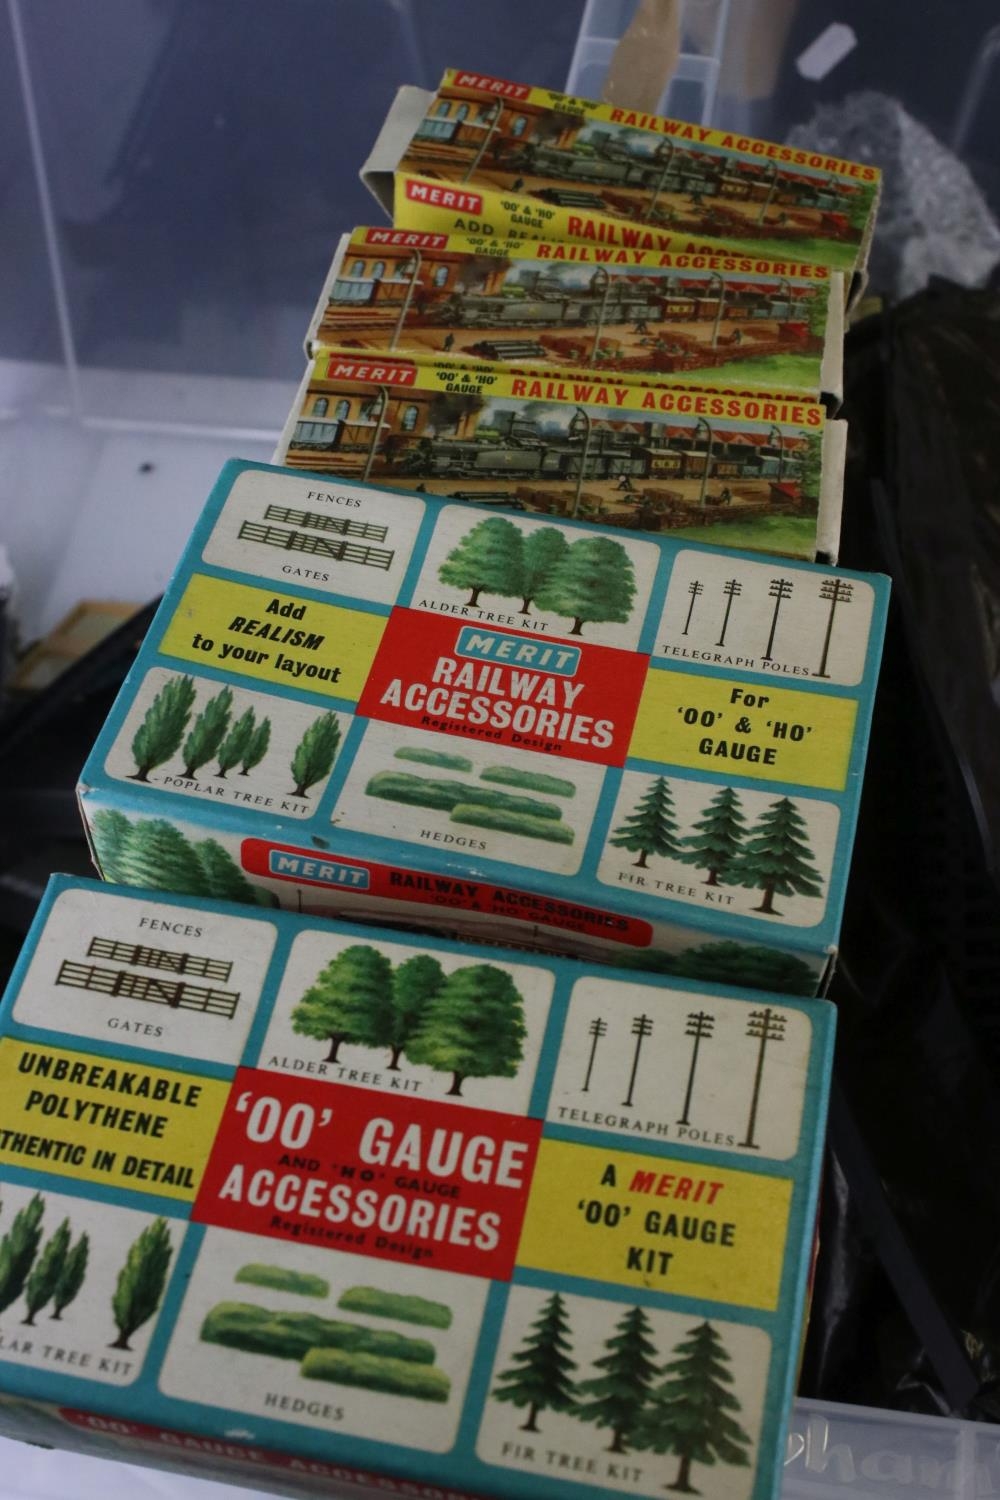 MERIT
'OO' & 'HO'
GAUGE
RAILWAY ACCESSORIES
MERIT
'OO' & 'HO'
GAUGE
RAILWAY
ADD
MERIT
'OO' & 'HO'
GAUGE
RAILWAY ACCESSORIES
MERIT
'OO' & 'HO'
GAUGE
RAILWAY ACCESSORIES
FENCES
GATES
ALDER TREE KIT
TELEGRAPH POLES
Add
REALISM
to your layout
MERIT
RAILWAY
ACCESSORIES
Registered Design
For
'OO' & 'HO'
GAUGE
POPLAR TREE KIT
HEDGES
FIR TREE KIT
MERIT
RAILWAY ACCESSORIES
'OO' & 'HO' GAUGE
FENCES
GATES
ALDER TREE KIT
TELEGRAPH POLES
UNBREAKABLE
POLYTHENE
THENTIC IN DETAIL
'OO' GAUGE
AND 'HO' GAUGE
ACCESSORIES
Registered Design
A MERIT
'OO' GAUGE
KIT
LAR TREE KIT
HEDGES
FIR TREE KIT
'OO' GAUGE ACCESSORIES